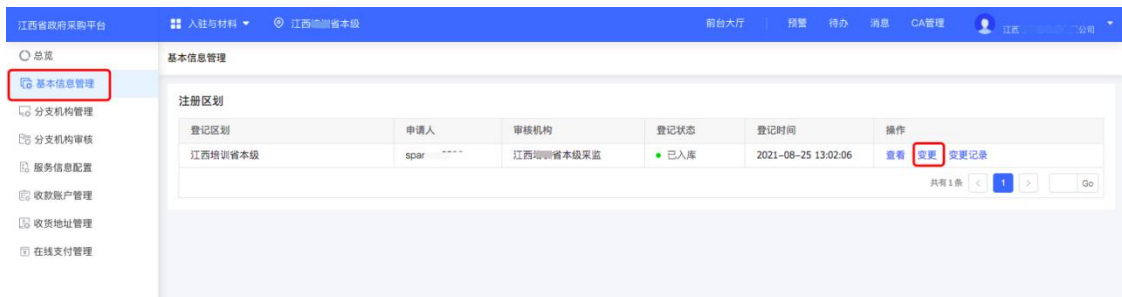 江西省政府采购平台 入驻与材料 江西 省本级 前台大厅 预警 待办 消息 CA管理 江西 公司
总览
基本信息管理
基本信息管理
分支机构管理
分支机构审核
服务信息配置
收款账户管理
收货地址管理
在线支付管理
注册区划
登记区划 申请人 审核机构 登记状态 登记时间 操作
江西培训省本级 spar 江西 省本级采监 已入库 2021-08-25 13:02:06 查看 变更 变更记录
共有1条 < 1 > Go